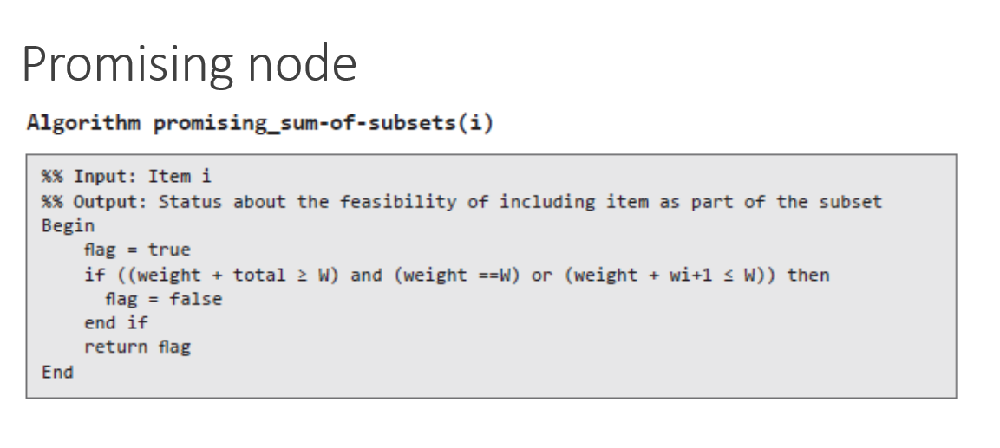 Promising node
Algorithm promising_sum-of-subsets(i)
%% Input: Item i
%% Output: Status about the feasibility of including item as part of the subset
Begin
flag = true
if ((weight + total ≥ W) and (weight ==W) or (weight + wi+1 ≤ W)) then
flag = false
end if
return flag
End